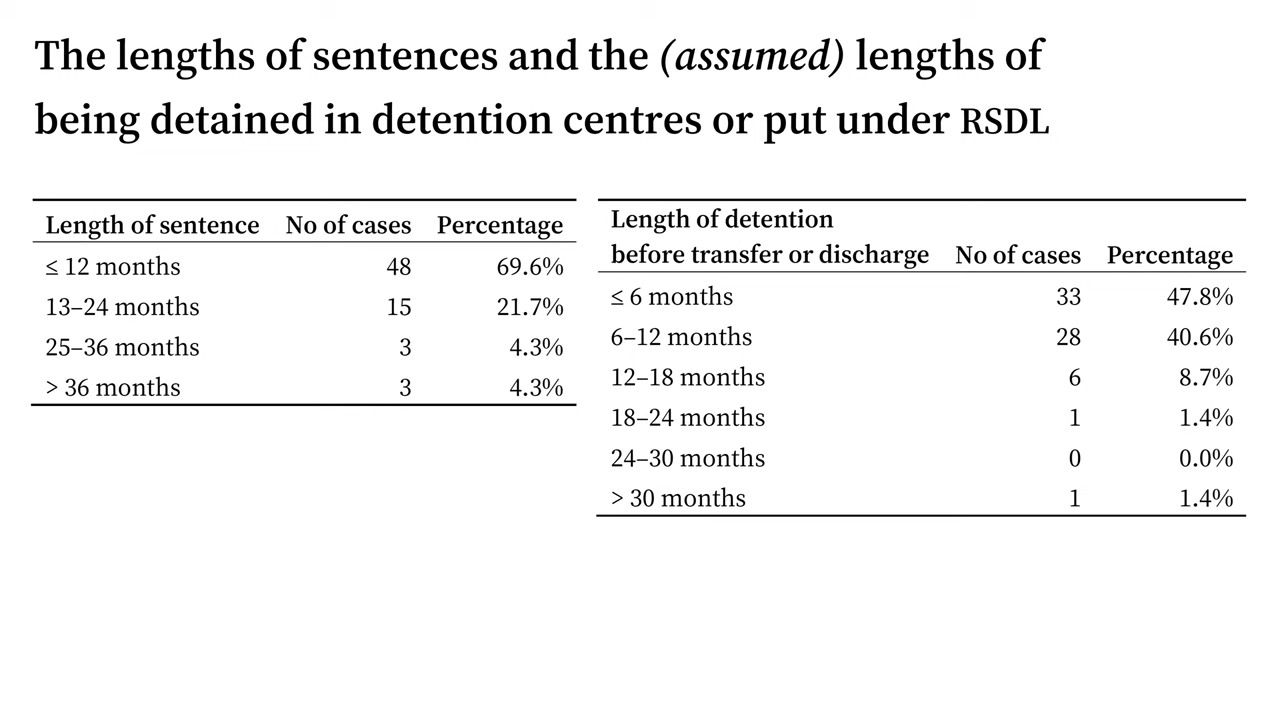 The lengths of sentences and the (assumed) lengths of
being detained in detention centres or put under RSDL
Length of sentence No of cases Percentage
≤ 12 months 48 69.6%
13–24 months 15 21.7%
25–36 months 3 4.3%
> 36 months 3 4.3%
Length of detention
before transfer or discharge No of cases Percentage
≤ 6 months 33 47.8%
6–12 months 28 40.6%
12–18 months 6 8.7%
18–24 months 1 1.4%
24–30 months 0 0.0%
> 30 months 1 1.4%